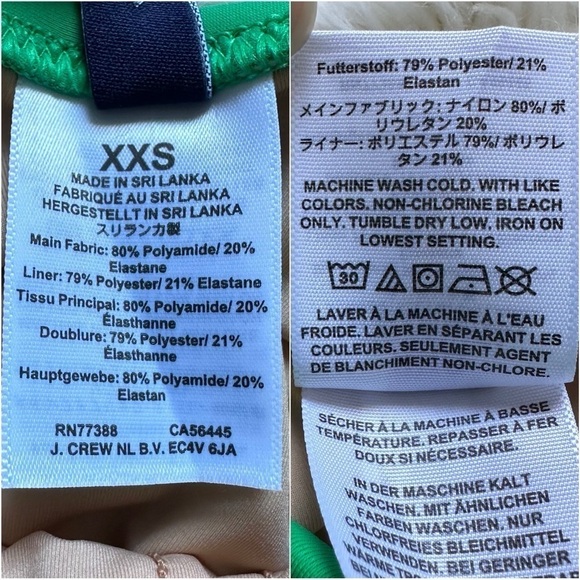 XXS
MADE IN SRI LANKA
FABRIQUÉ AU SRI LANKA
HERGESTELLT IN SRI LANKA
スリランカ製
Main Fabric: 80% Polyamide/ 20%
Elastane
Liner: 79% Polyester/ 21% Elastane
Tissu Principal: 80% Polyamide/ 20%
Élasthanne
Doublure: 79% Polyester/ 21%
Élasthanne
Hauptgewebe: 80% Polyamide/ 20%
Elastan
RN77388 CA56445
J. CREW NL B.V. EC4V 6JA
Futterstoff: 79% Polyester/ 21%
Elastan
メインファブリック: ナイロン 80%/ ポ
リウレタン 20%
ライナー: ポリエステル 79%/ ポリウレ
タン 21%
MACHINE WASH COLD. WITH LIKE
COLORS. NON-CHLORINE BLEACH
ONLY. TUMBLE DRY LOW. IRON ON
LOWEST SETTING.
30
LAVER À LA MACHINE À L'EAU
FROIDE. LAVER EN SÉPARANT LES
COULEURS. SEULEMENT AGENT
DE BLANCHIMENT NON-CHLORE.
SÉCHER À LA MACHINE À BASSE
TEMPÉRATURE. REPASSER À FER
DOUX SI NÉCESSAIRE.
IN DER MASCHINE KALT
WASCHEN. MIT ÄHNLICHEN
FARBEN WASCHEN. NUR
CHLORFREIES BLEICHMITTEL
VERWENDEN. BEI GERINGER